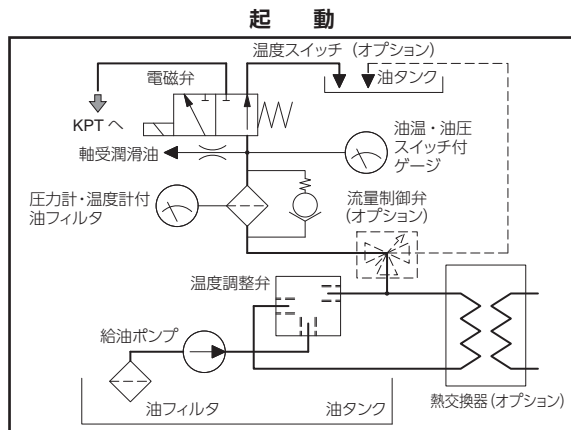 起 動
温度スイッチ (オプション)
電磁弁
油タンク
KPTへ
軸受潤滑油
油温・油圧
スイッチ付
ゲージ
圧力計・温度計付
油フィルタ
流量制御弁
(オプション)
温度調整弁
給油ポンプ
油フィルタ
油タンク
熱交換器(オプション)